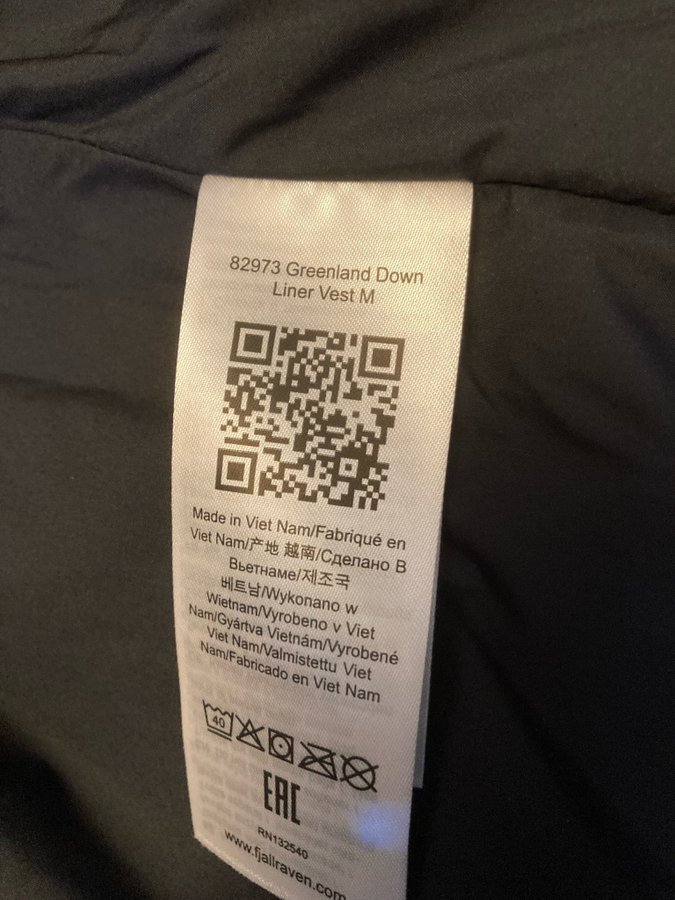 82973 Greenland Down
Liner Vest M
Made in Viet Nam/Fabriqué en
Viet Nam/产地 越南/Сделано В
Вьетнаме/제조국
베트남/Wykonano w
Wietnam/Vyrobeno v Viet
Nam/Gyártva Vietnám/Vyrobené
Viet Nam/Valmistettu Viet
Nam/Fabricado en Viet Nam
40
EAC
RN132540
www.fjallraven.com